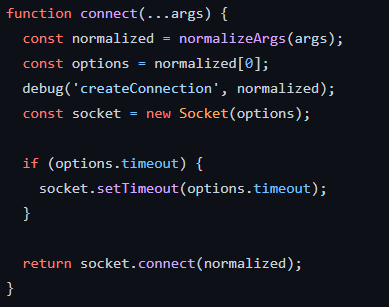 function connect(...args) {
  const normalized = normalizeArgs(args);
  const options = normalized[0];
  debug('createConnection', normalized);
  const socket = new Socket(options);

  if (options.timeout) {
    socket.setTimeout(options.timeout);
  }

  return socket.connect(normalized);
}